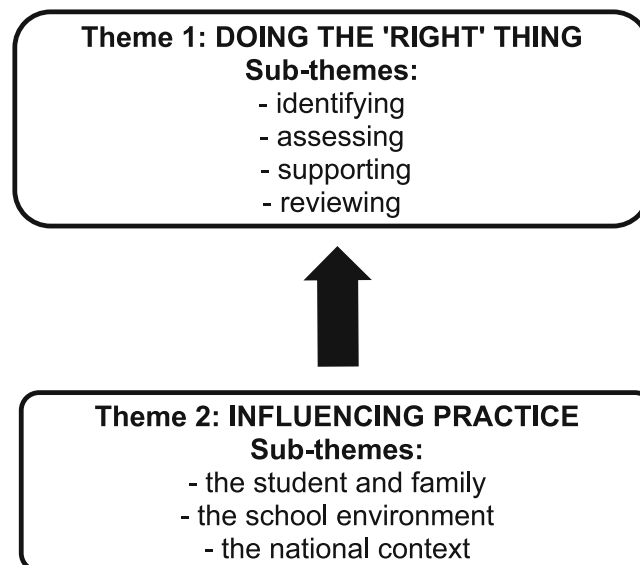 Theme 1: DOING THE 'RIGHT' THING
Sub-themes:
- identifying
- assessing
- supporting
- reviewing
Theme 2: INFLUENCING PRACTICE
Sub-themes:
- the student and family
- the school environment
- the national context